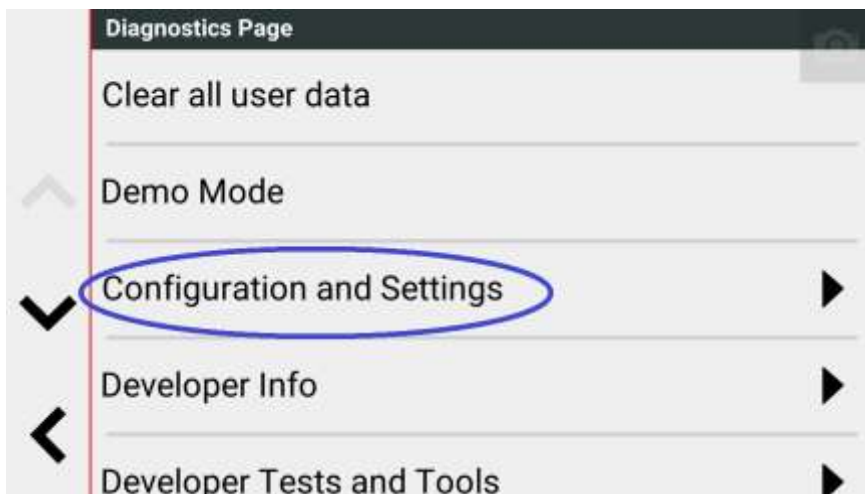 Diagnostics Page
Clear all user data
Demo Mode
Configuration and Settings
Developer Info
Developer Tests and Tools